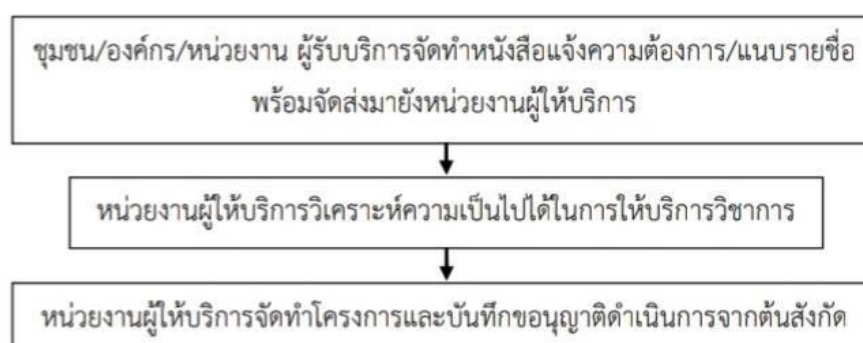 ชุมชน/องค์กร/หน่วยงาน ผู้รับบริการจัดทำหนังสือแจ้งความต้องการ/แนบรายชื่อ
พร้อมจัดส่งมายังหน่วยงานผู้ให้บริการ
หน่วยงานผู้ให้บริการวิเคราะห์ความเป็นไปได้ในการให้บริการวิชาการ
หน่วยงานผู้ให้บริการจัดทำโครงการและบันทึกขอนุญาติดำเนินการจากต้นสังกัด